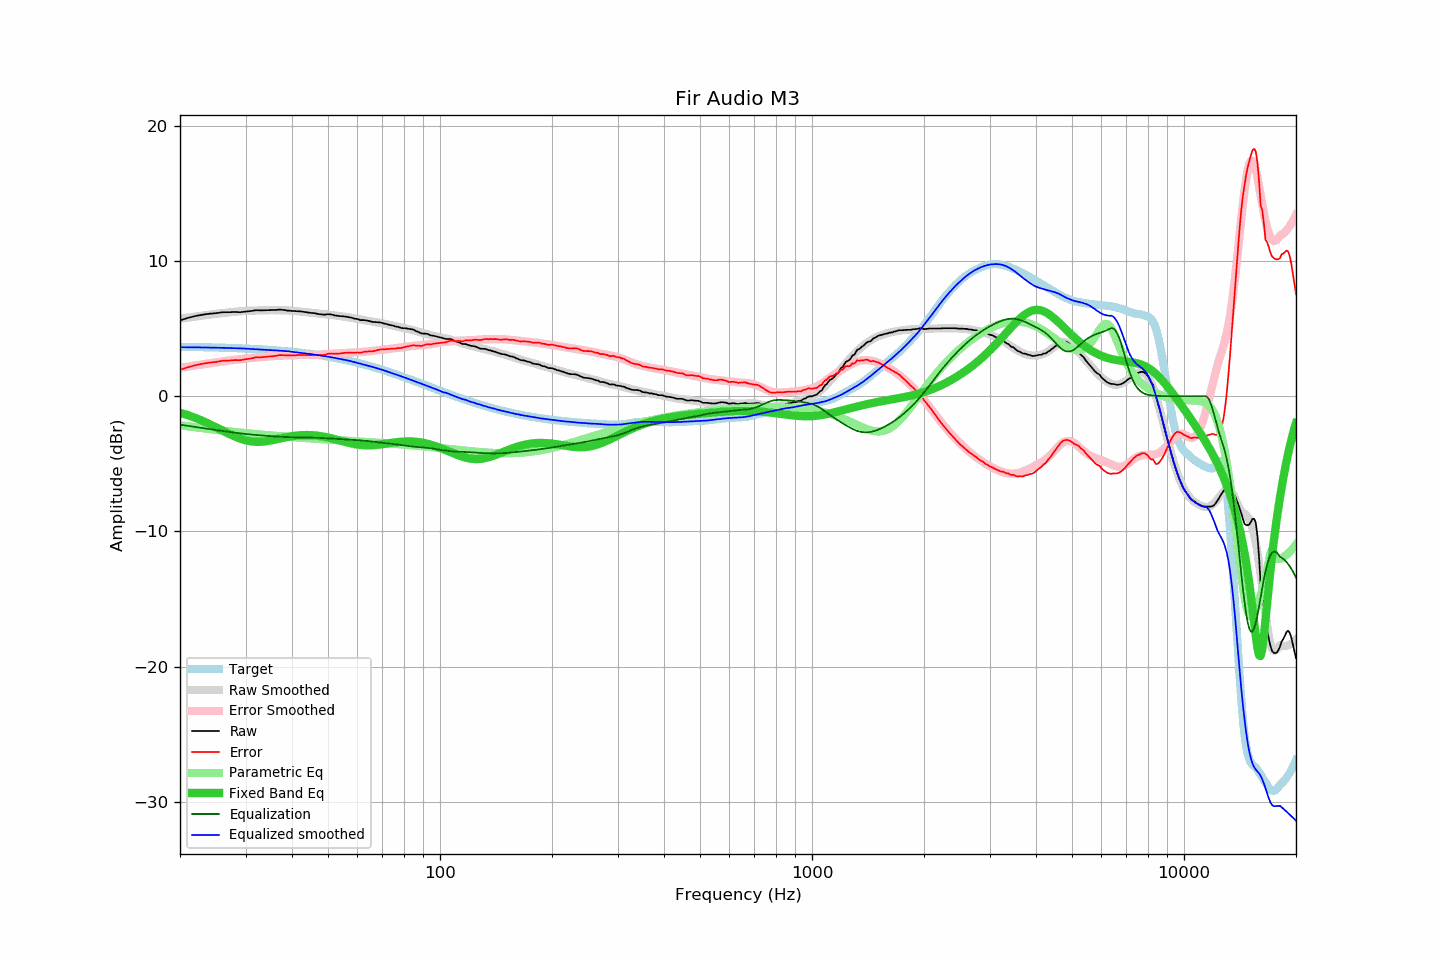 Fir Audio M3
20
10
0
−10
−20
−30
Amplitude (dBr)
Target
Raw Smoothed
Error Smoothed
Raw
Error
Parametric Eq
Fixed Band Eq
Equalization
Equalized smoothed
100
1000
10000
Frequency (Hz)